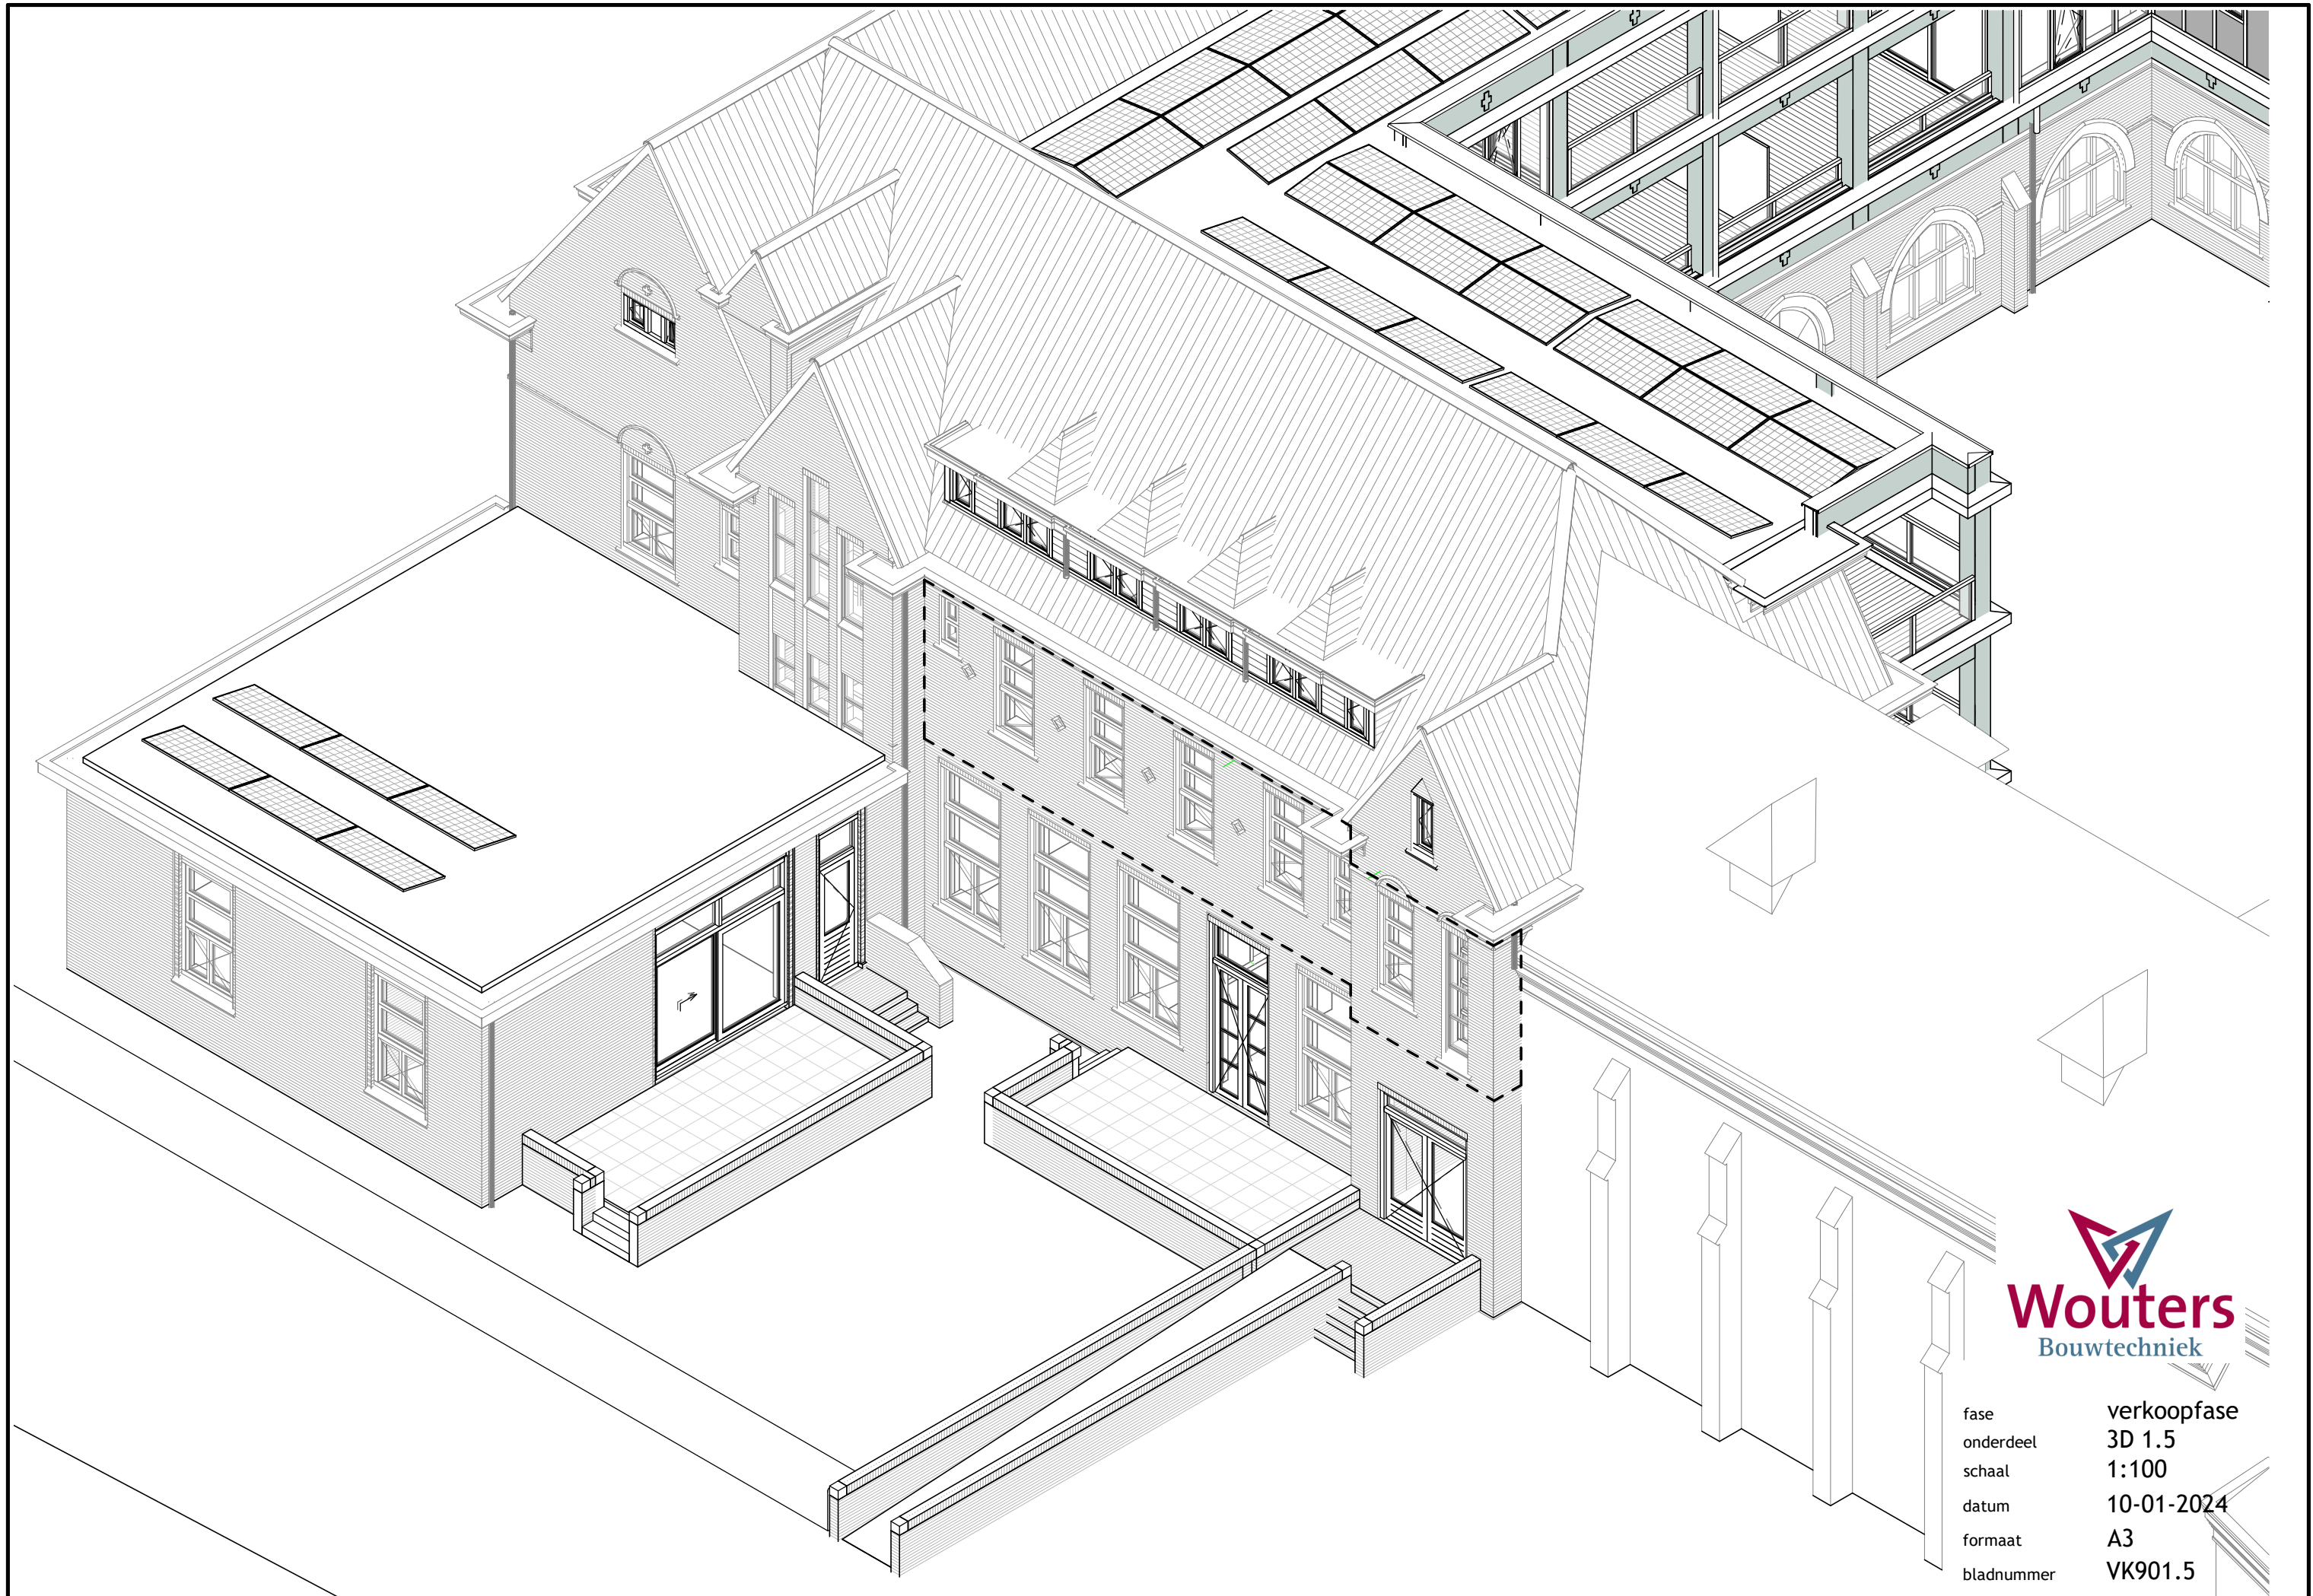 Wouters
Bouwtechniek
fase verkoopfase
onderdeel 3D 1.5
schaal 1:100
datum 10-01-2024
formaat A3
bladnummer VK901.5